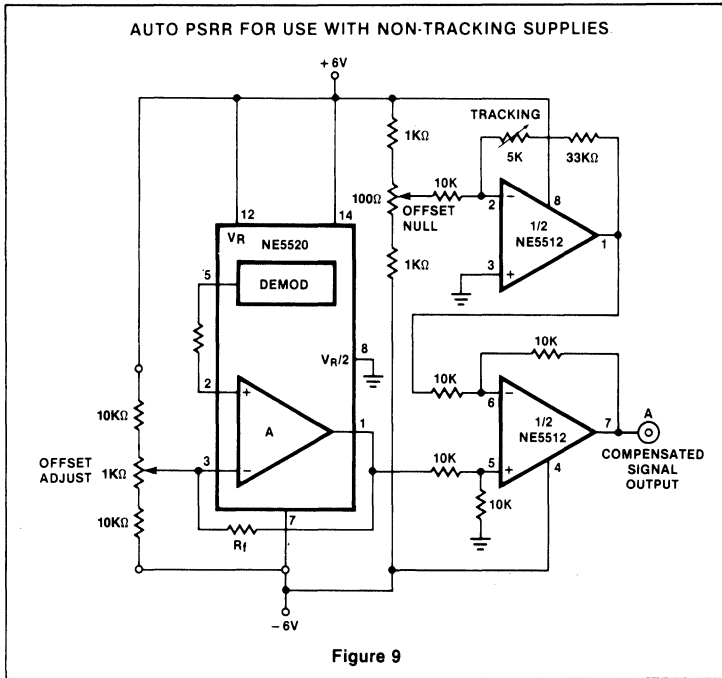 AUTO PSRR FOR USE WITH NON-TRACKING SUPPLIES
+6V
TRACKING
1KΩ
5K
33KΩ
10K
100Ω
OFFSET
NULL
2
−
8
12
14
VR
NE5520
1/2
NE5512
1
1KΩ
3
+
5
DEMOD
8
VR/2
10K
2
+
10K
6
−
10KΩ
A
1
1/2
NE5512
7
A
COMPENSATED
SIGNAL
OUTPUT
OFFSET
ADJUST
1KΩ
3
−
10K
5
+
4
10K
10KΩ
7
Rf
−6V
Figure 9